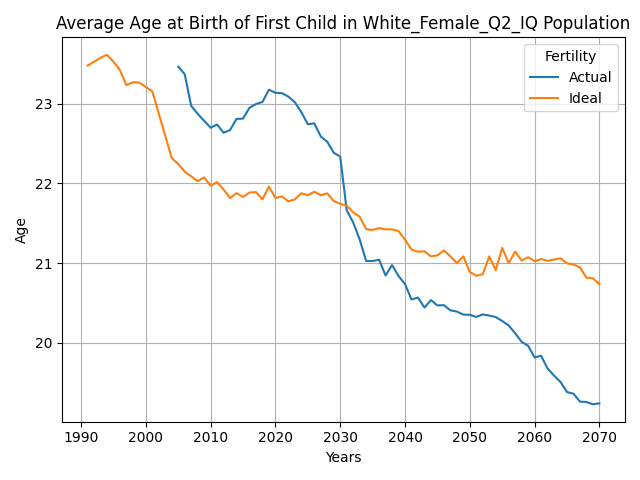 Average Age at Birth of First Child in White_Female_Q2_IQ Population
Fertility
Actual
Ideal
Age
23
22
21
20
1990
2000
2010
2020
2030
2040
2050
2060
2070
Years